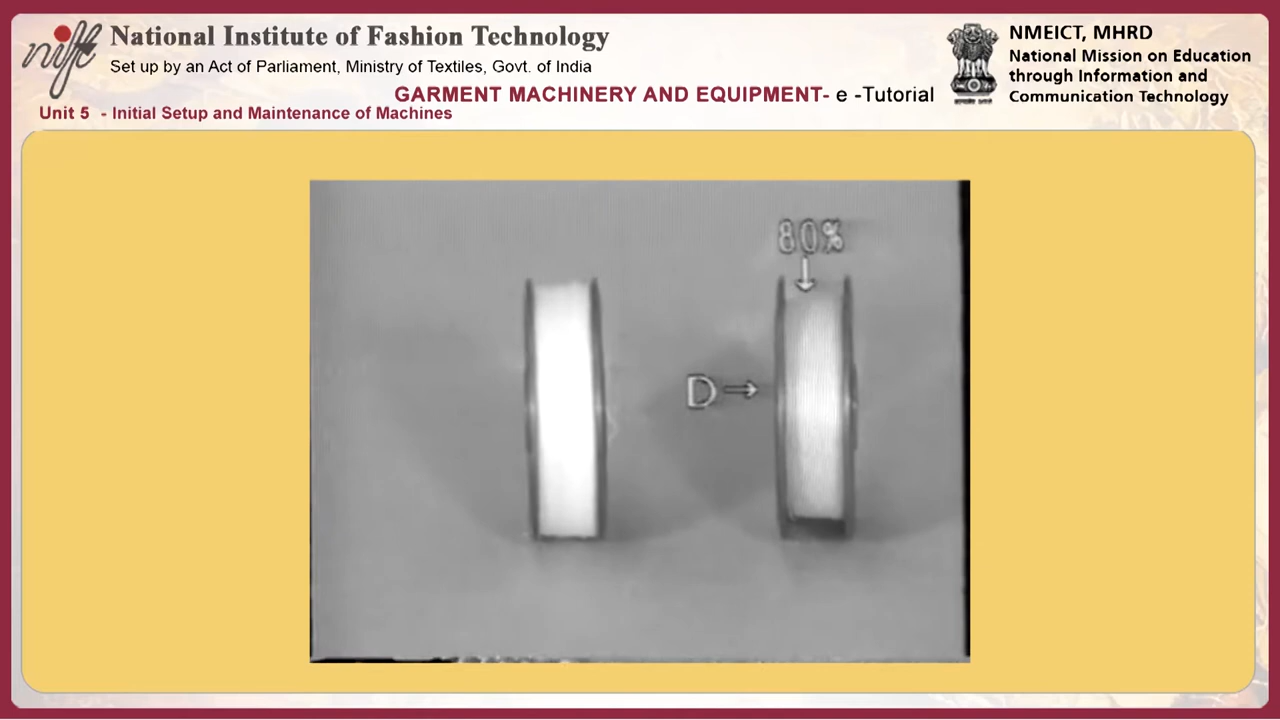 nift
National Institute of Fashion Technology
Set up by an Act of Parliament, Ministry of Textiles, Govt. of India
GARMENT MACHINERY AND EQUIPMENT- e -Tutorial
Unit 5 - Initial Setup and Maintenance of Machines
NMEICT, MHRD
National Mission on Education
through Information and
Communication Technology
80%
D